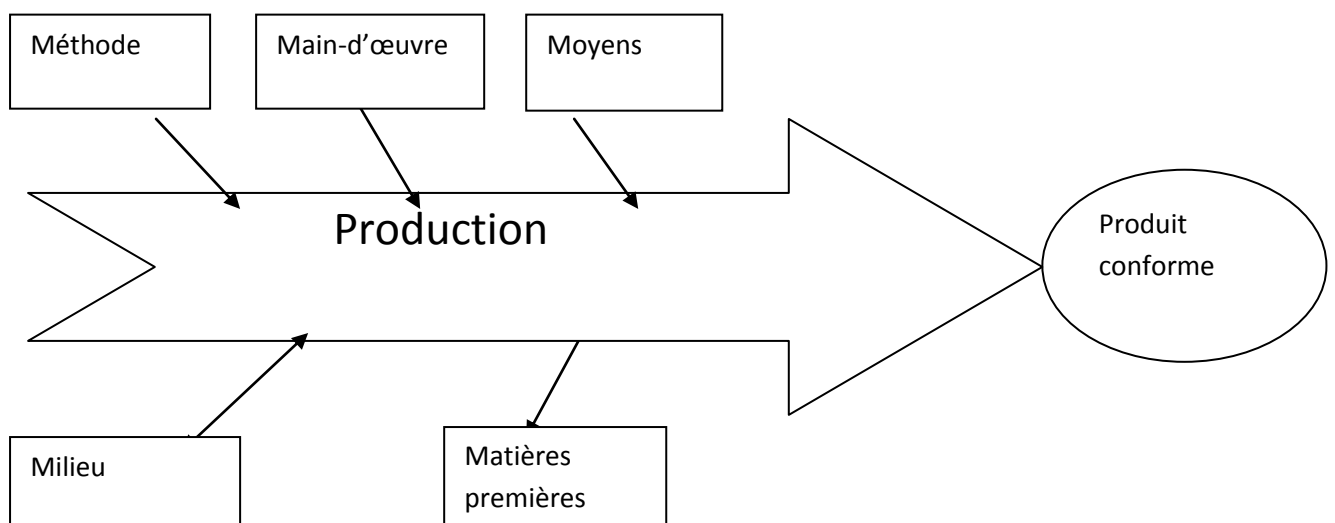 Méthode
Main-d’œuvre
Moyens
Production
Produit
conforme
Milieu
Matières
premières